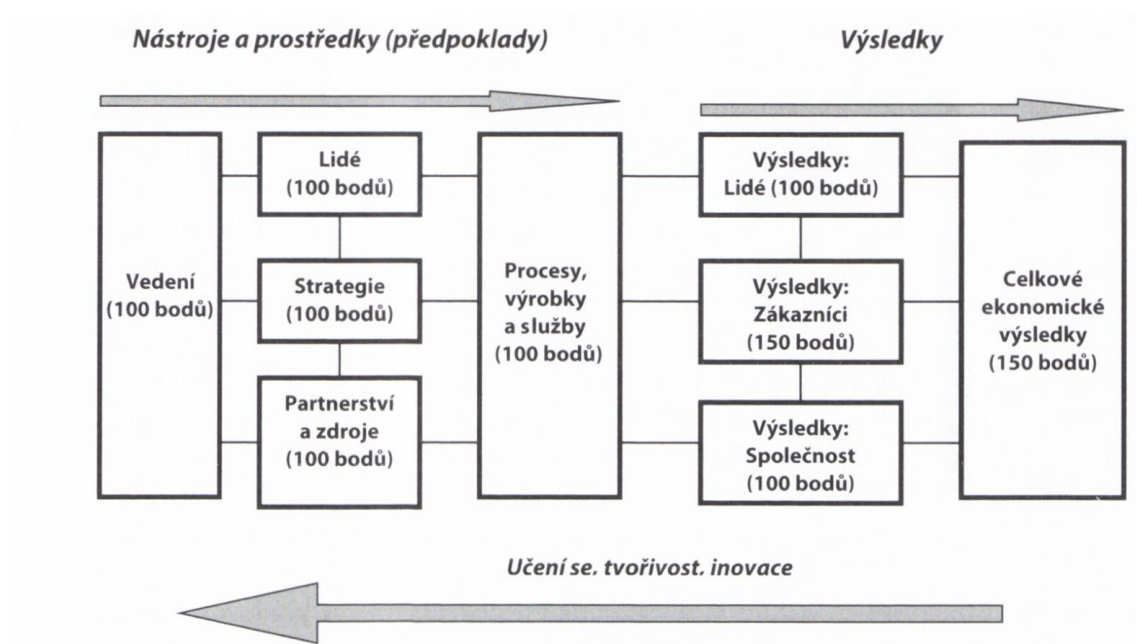 Nástroje a prostředky (předpoklady)
Výsledky
Vedení
(100 bodů)
Lidé
(100 bodů)
Strategie
(100 bodů)
Partnerství
a zdroje
(100 bodů)
Procesy,
výrobky
a služby
(100 bodů)
Výsledky:
Lidé (100 bodů)
Výsledky:
Zákazníci
(150 bodů)
Výsledky:
Společnost
(100 bodů)
Celkové
ekonomické
výsledky
(150 bodů)
Učení se. tvořivost. inovace